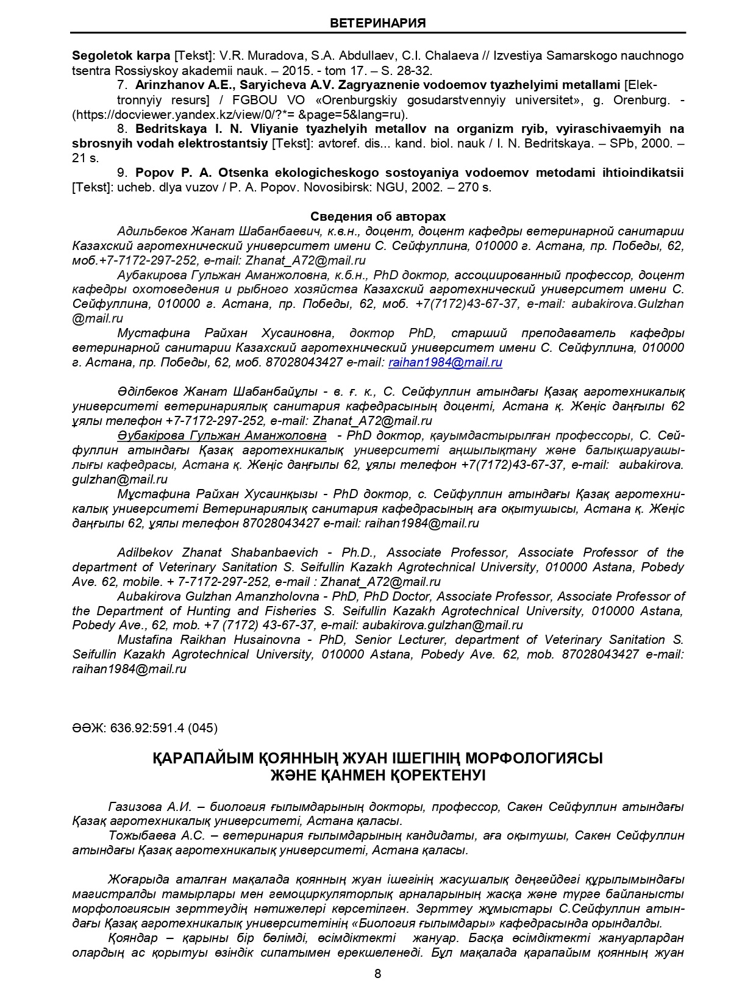 ВЕТЕРИНАРИЯ
Segoletok karpa [Tekst]: V.R. Muradova, S.A. Abdullaev, C.I. Chalaeva // Izvestiya Samarskogo nauchnogo
tsentra Rossiyskoy akademii nauk. – 2015. - tom 17. – S. 28-32.
7. Arinzhanov A.E., Saryicheva A.V. Zagryaznenie vodoemov tyazhelyimi metallami [Elek-
tronnyiy resurs] / FGBOU VO «Orenburgskiy gosudarstvennyiy universitet», g. Orenburg. -
(https://docviewer.yandex.kz/view/0/?*= &page=5&lang=ru).
8. Bedritskaya I. N. Vliyanie tyazhelyih metallov na organizm ryib, vyiraschivaemyih na
sbrosnyih vodah elektrostantsiy [Tekst]: avtoref. dis... kand. biol. nauk / I. N. Bedritskaya. – SPb, 2000. –
21 s.
9. Popov P. A. Otsenka ekologicheskogo sostoyaniya vodoemov metodami ihtioindikatsii
[Tekst]: ucheb. dlya vuzov / P. A. Popov. Novosibirsk: NGU, 2002. – 270 s.
Сведения об авторах
Адильбеков Жанат Шабанбаевич, к.в.н., доцент, доцент кафедры ветеринарной санитарии
Казахский агротехнический университет имени С. Сейфуллина, 010000 г. Астана, пр. Победы, 62,
моб.+7-7172-297-252, e-mail: Zhanat_A72@mail.ru
Аубакирова Гульжан Аманжоловна, к.б.н., PhD доктор, ассоциированный профессор, доцент
кафедры охотоведения и рыбного хозяйства Казахский агротехнический университет имени С.
Сейфуллина, 010000 г. Астана, пр. Победы, 62, моб. +7(7172)43-67-37, e-mail: aubakirova.Gulzhan
@mail.ru
Мустафина Райхан Хусаиновна, доктор PhD, старший преподаватель кафедры
ветеринарной санитарии Казахский агротехнический университет имени С. Сейфуллина, 010000
г. Астана, пр. Победы, 62, моб. 87028043427 e-mail: raihan1984@mail.ru
Әділбеков Жанат Шабанбайұлы - в. ғ. к., С. Сейфуллин атындағы Қазақ агротехникалық
университеті ветеринариялық санитария кафедрасының доценті, Астана қ. Жеңіс даңғылы 62
ұялы телефон +7-7172-297-252, e-mail: Zhanat_A72@mail.ru
Әубакірова Гульжан Аманжоловна - PhD доктор, қауымдастырылған профессоры, С. Сей-
фуллин атындағы Қазақ агротехникалық университеті аңшылықтану және балықшаруашы-
лығы кафедрасы, Астана қ. Жеңіс даңғылы 62, ұялы телефон +7(7172)43-67-37, e-mail: aubakirova.
gulzhan@mail.ru
Мұстафина Райхан Хусаинқызы - PhD доктор, с. Сейфуллин атындағы Қазақ агротехни-
калық университеті Ветеринариялық санитария кафедрасының аға оқытушысы, Астана қ. Жеңіс
даңғылы 62, ұялы телефон 87028043427 e-mail: raihan1984@mail.ru
Adilbekov Zhanat Shabanbaevich - Ph.D., Associate Professor, Associate Professor of the
department of Veterinary Sanitation S. Seifullin Kazakh Agrotechnical University, 010000 Astana, Pobedy
Ave. 62, mobile. + 7-7172-297-252, e-mail : Zhanat_A72@mail.ru
Aubakirova Gulzhan Amanzholovna - PhD, PhD Doctor, Associate Professor, Associate Professor of
the Department of Hunting and Fisheries S. Seifullin Kazakh Agrotechnical University, 010000 Astana,
Pobedy Ave., 62, mob. +7 (7172) 43-67-37, e-mail: aubakirova.gulzhan@mail.ru
Mustafina Raikhan Husainovna - PhD, Senior Lecturer, department of Veterinary Sanitation S.
Seifullin Kazakh Agrotechnical University, 010000 Astana, Pobedy Ave. 62, mob. 87028043427 e-mail:
raihan1984@mail.ru
ӘӘЖ: 636.92:591.4 (045)
ҚАРАПАЙЫМ ҚОЯННЫҢ ЖУАН ІШЕГІНІҢ МОРФОЛОГИЯСЫ
ЖӘНЕ ҚАНМЕН ҚОРЕКТЕНУІ
Газизова А.И. – биология ғылымдарының докторы, профессор, Сакен Сейфуллин атындағы
Қазақ агротехникалық университеті, Астана қаласы.
Тожыбаева А.С. – ветеринария ғылымдарының кандидаты, аға оқытушы, Сакен Сейфуллин
атындағы Қазақ агротехникалық университеті, Астана қаласы.
Жоғарыда аталған мақалада қоянның жуан ішегінің жасушалық деңгейдегі құрылымындағы
магистралды тамырлары мен гемоциркуляторлық арналарының жасқа және түрге байланысты
морфологиясын зерттеудің нәтижелері көрсетілген. Зерттеу жұмыстары С.Сейфуллин атын-
дағы Қазақ агротехникалық университетінің «Биология ғылымдары» кафедрасында орындалды.
Қояндар – қарыны бір бөлімді, өсімдіктекті жануар. Басқа өсімдіктекті жануарлардан
олардың ас қорытуы өзіндік сипатымен ерекшеленеді. Бұл мақалада қарапайым қоянның жуан
8